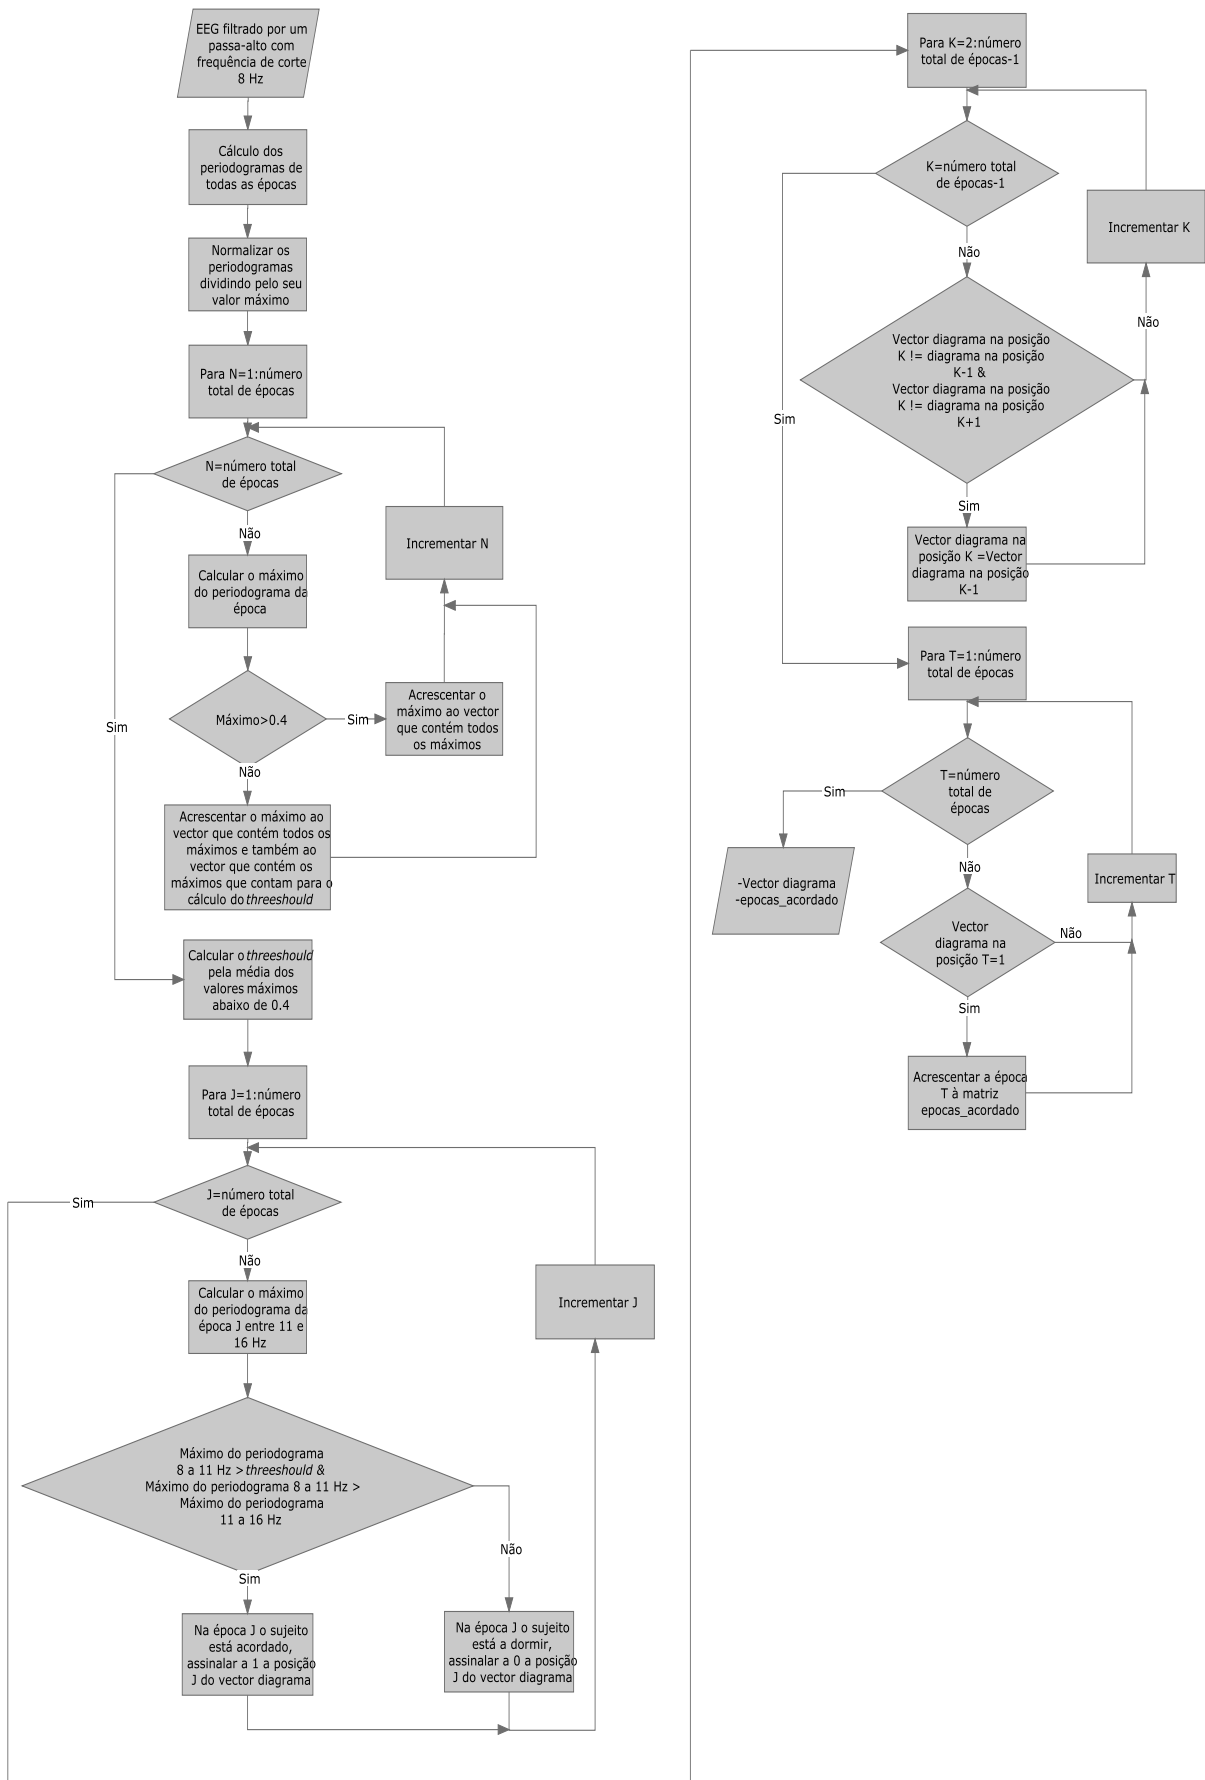 EEG filtrado por um
passa-alto com
frequência de corte
8 Hz
Cálculo dos
periodogramas de
todas as épocas
Normalizar os
periodogramas
dividindo pelo seu
valor máximo
Para N=1:número
total de épocas
N=número total
de épocas
Não
Sim
Calcular o máximo
do periodograma da
época
Incrementar N
Máximo>0.4
Sim
Acrescentar o
máximo ao vector
que contém todos
os máximos
Não
Acrescentar o máximo ao
vector que contém todos os
máximos e também ao
vector que contém os
máximos que contam para o
cálculo do threeshould
Calcular o threeshould
pela média dos
valores máximos
abaixo de 0.4
Para J=1:número
total de épocas
J=número total
de épocas
Sim
Não
Calcular o máximo
do periodograma da
época J entre 11 e
16 Hz
Incrementar J
Máximo do periodograma
8 a 11 Hz >threeshould &
Máximo do periodograma 8 a 11 Hz >
Máximo do periodograma
11 a 16 Hz
Não
Sim
Na época J o sujeito
está acordado,
assinalar a 1 a posição
J do vector diagrama
Na época J o sujeito
está a dormir,
assinalar a 0 a posição
J do vector diagrama
Para K=2:número
total de épocas-1
K=número total
de épocas-1
Incrementar K
Não
Sim
Vector diagrama na posição
K != diagrama na posição
K-1 &
Vector diagrama na posição
K != diagrama na posição
K+1
Não
Sim
Vector diagrama na
posição K =Vector
diagrama na posição
K-1
Para T=1:número
total de épocas
T=número
total de
épocas
Sim
Não
-Vector diagrama
-epocas_acordado
Incrementar T
Vector
diagrama na
posição T=1
Não
Sim
Acrescentar a época
T à matriz
epocas_acordado